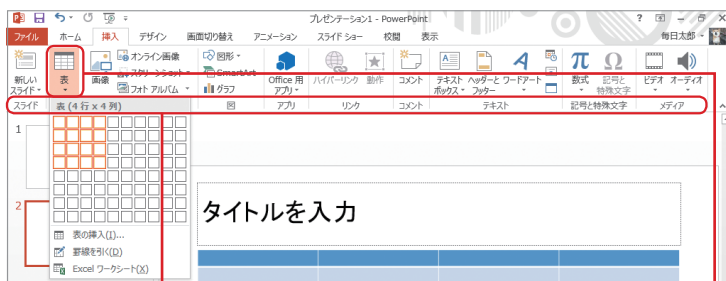 プレゼンテーション1 - PowerPoint
ファイル ホーム 挿入 デザイン 画面切り替え アニメーション スライド ショー 校閲 表示 毎日太郎
新しいスライド
表
画像
オンライン画像
スクリーンショット
フォト アルバム
図形
SmartArt
グラフ
Office 用アプリ
ハイパーリンク
動作
コメント
テキストボックス
ヘッダーとフッター
ワードアート
数式
記号と特殊文字
ビデオ
オーディオ
スライド 表 (4 行 x 4 列) 図 アプリ リンク コメント テキスト 記号と特殊文字 メディア
1
2
タイトルを入力
表の挿入(I)...
罫線を引く(D)
Excel ワークシート(X)